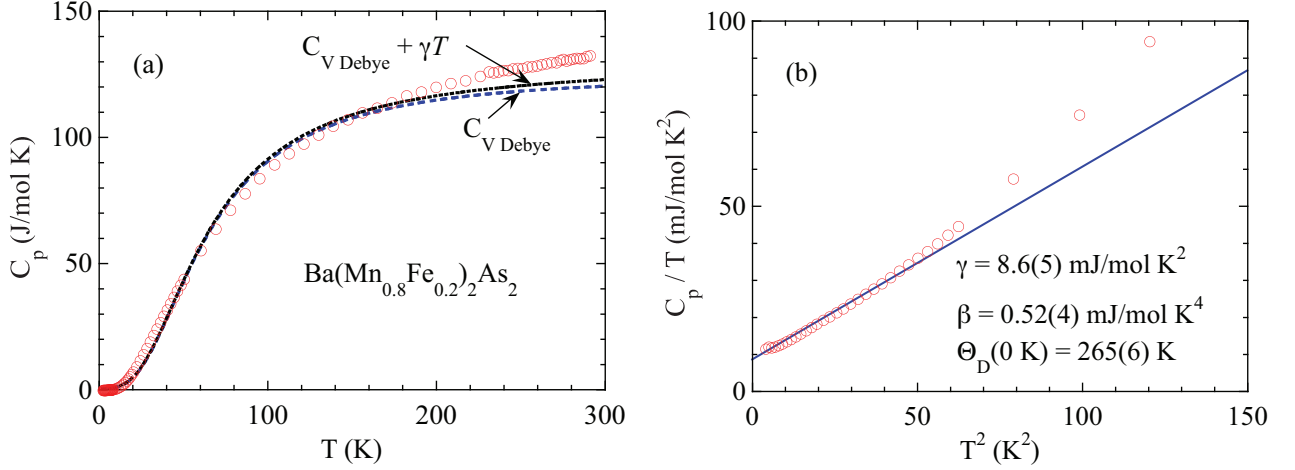 (a)
C_V Debye + γT
C_V Debye
Ba(Mn_0.8Fe_0.2)_2As_2
C_p (J/mol K)
150
100
50
0
0 100 200 300
T (K)
(b)
γ = 8.6(5) mJ/mol K^2
β = 0.52(4) mJ/mol K^4
Θ_D(0 K) = 265(6) K
C_p / T (mJ/mol K^2)
100
50
0
0 50 100 150
T^2 (K^2)